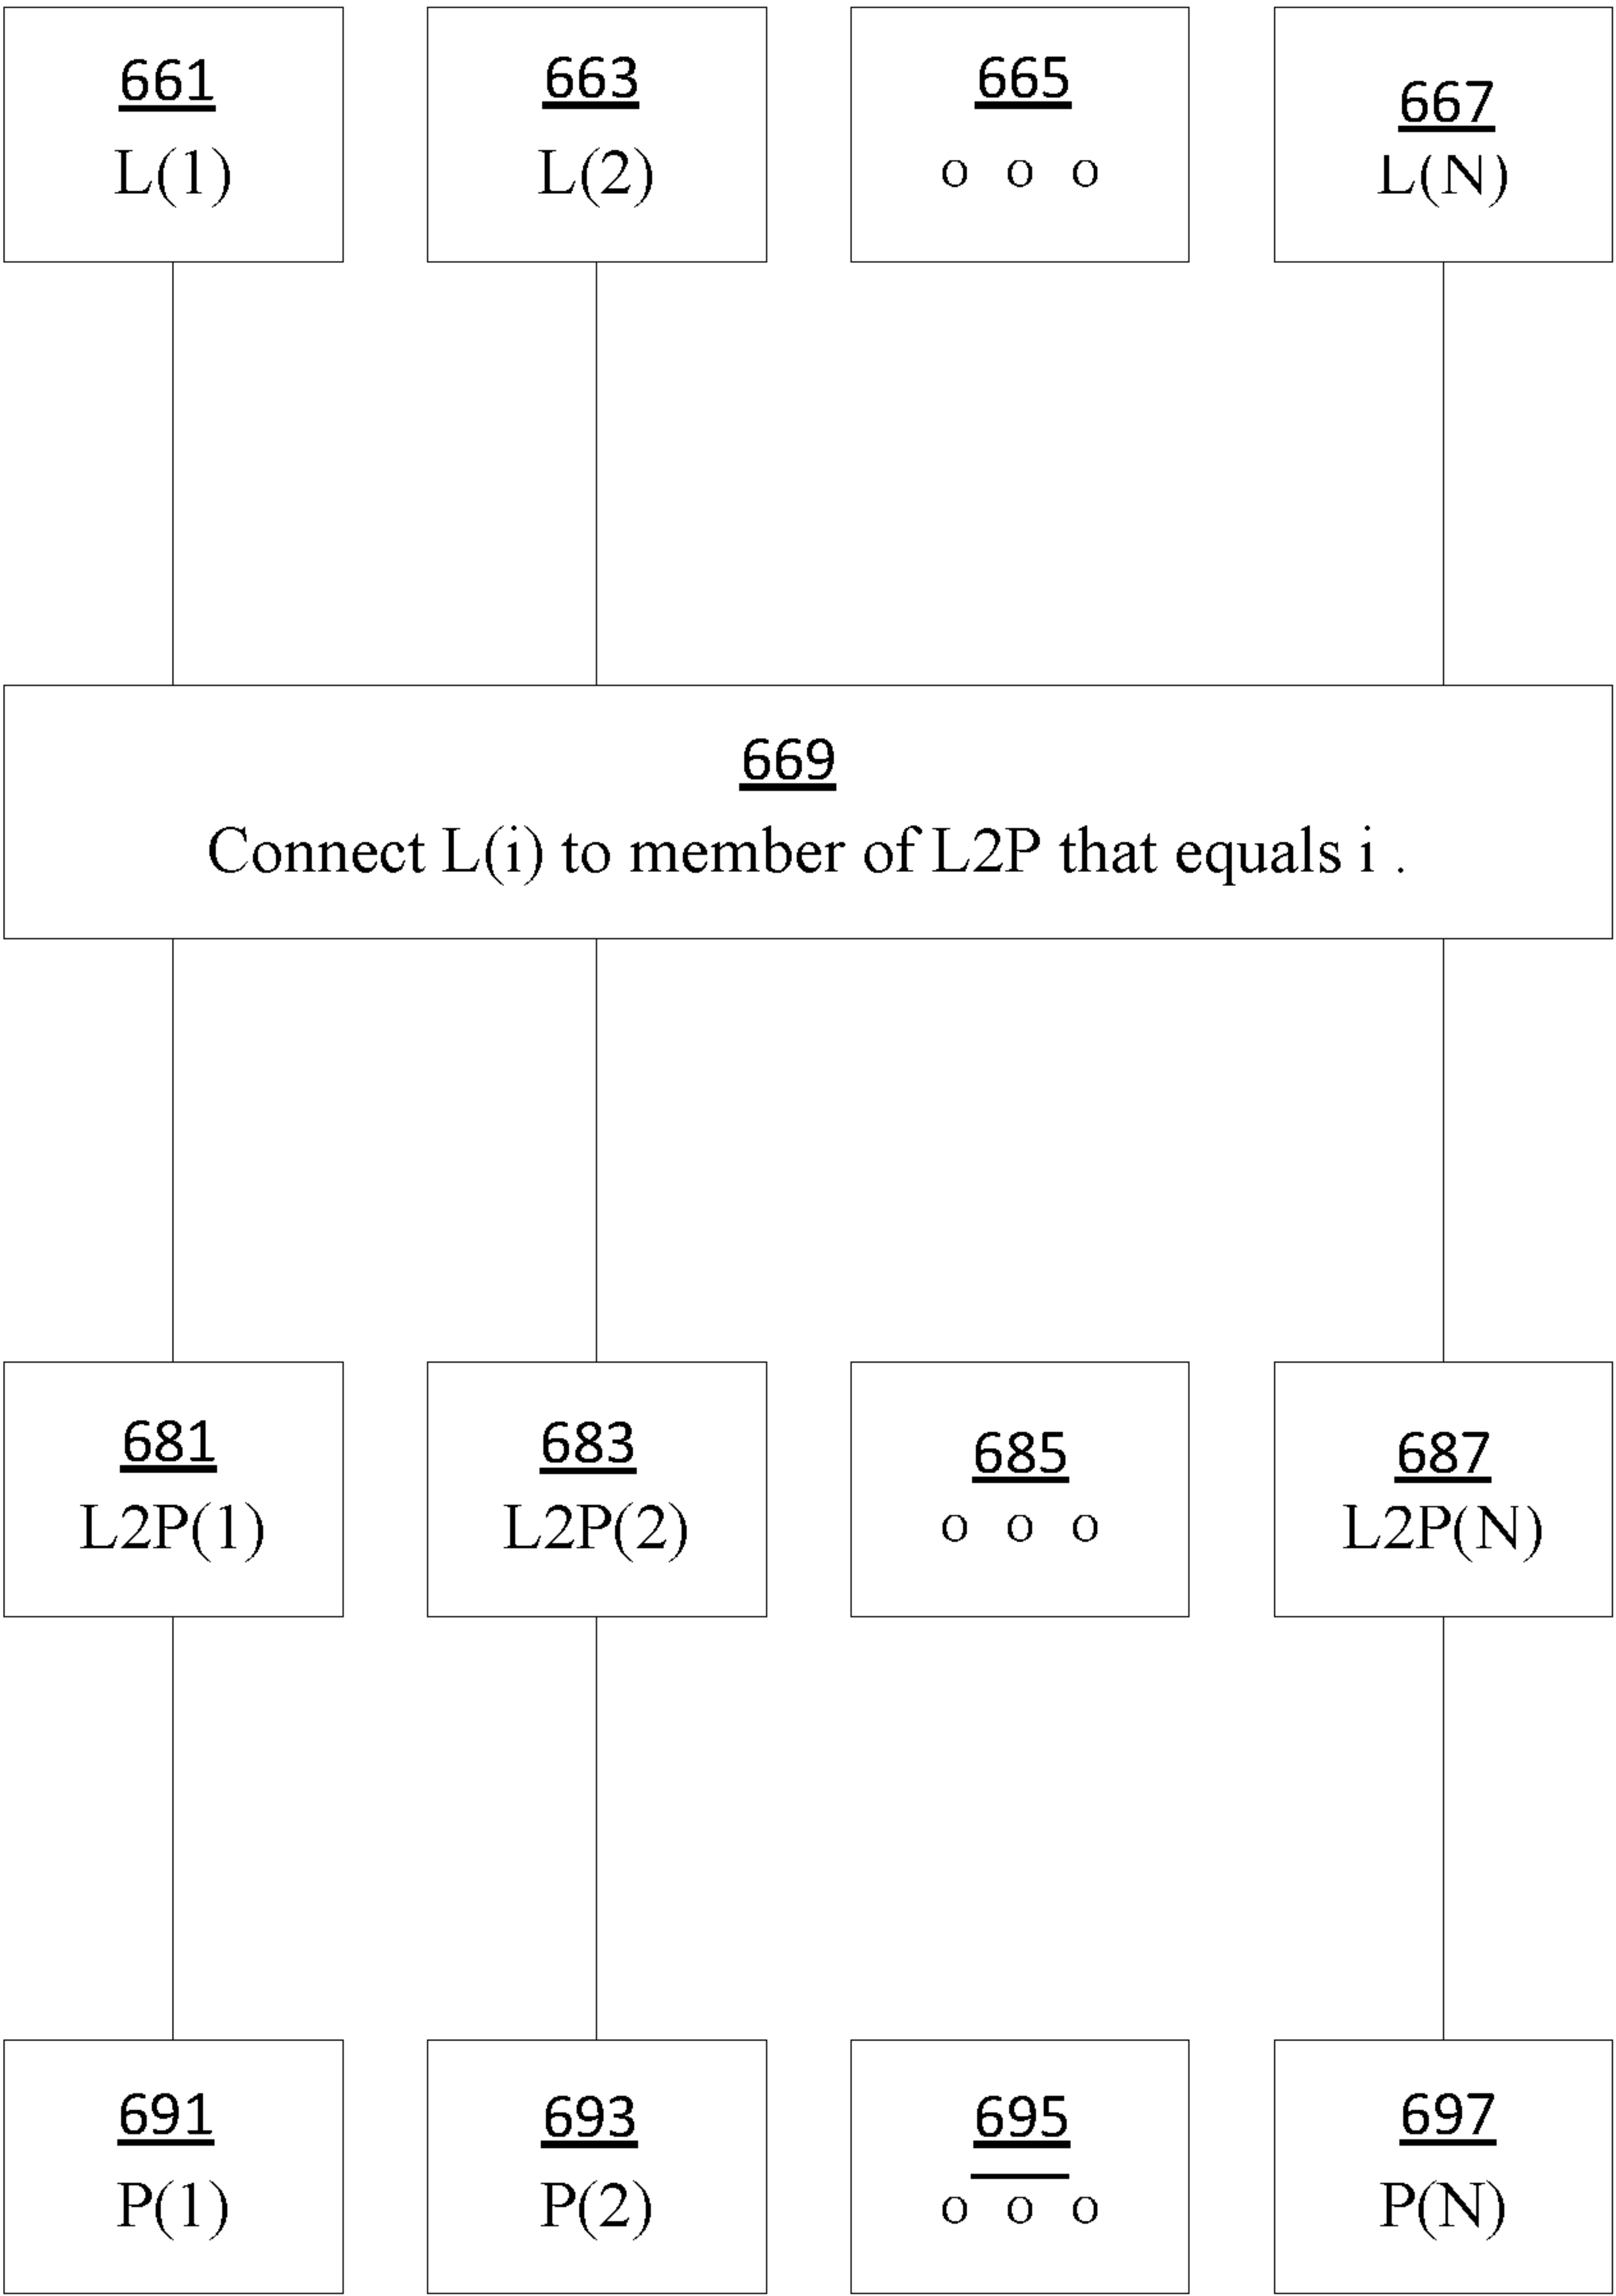 661 663 665 667
L(1) L(2) o o o L(N)
669
Connect L(i) to member of L2P that equals i .
681 683 685 687
L2P(1) L2P(2) o o o L2P(N)
691 693 695 697
P(1) P(2) o o o P(N)